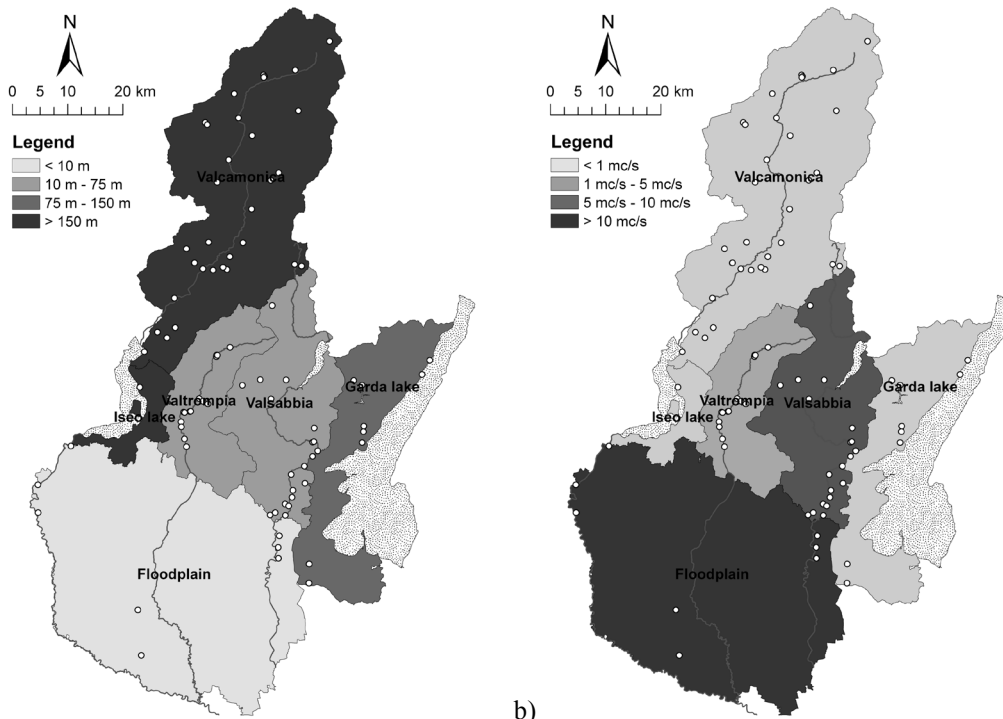 N
0 5 10 20 km
Legend
< 10 m
10 m - 75 m
75 m - 150 m
> 150 m
Valcamonica
Garda lake
Valtrompia
Valsabbia
Iseo lake
Floodplain
N
0 5 10 20 km
Legend
< 1 mc/s
1 mc/s - 5 mc/s
5 mc/s - 10 mc/s
> 10 mc/s
Valcamonica
Garda lake
Valtrompia
Valsabbia
Iseo lake
Floodplain
b)